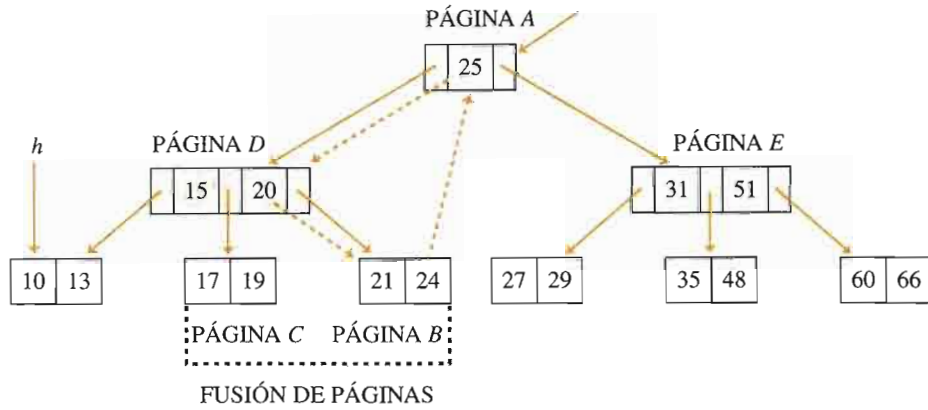 PÁGINA A
25
h
PÁGINA D
PÁGINA E
15 20
31 51
10 13
17 19
21 24
27 29
35 48
60 66
PÁGINA C
PÁGINA B
FUSIÓN DE PÁGINAS